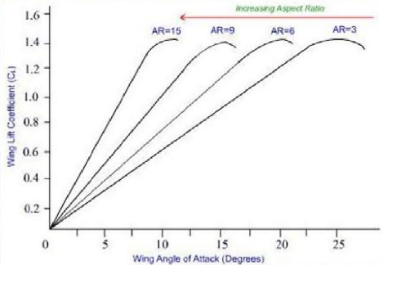 Increasing Aspect Ratio
AR=15 AR=9 AR=6 AR=3
1.6
1.4
1.2
1.0
0.8
0.6
0.4
0.2
Wing Lift Coefficient (CL)
0 5 10 15 20 25
Wing Angle of Attack (Degrees)